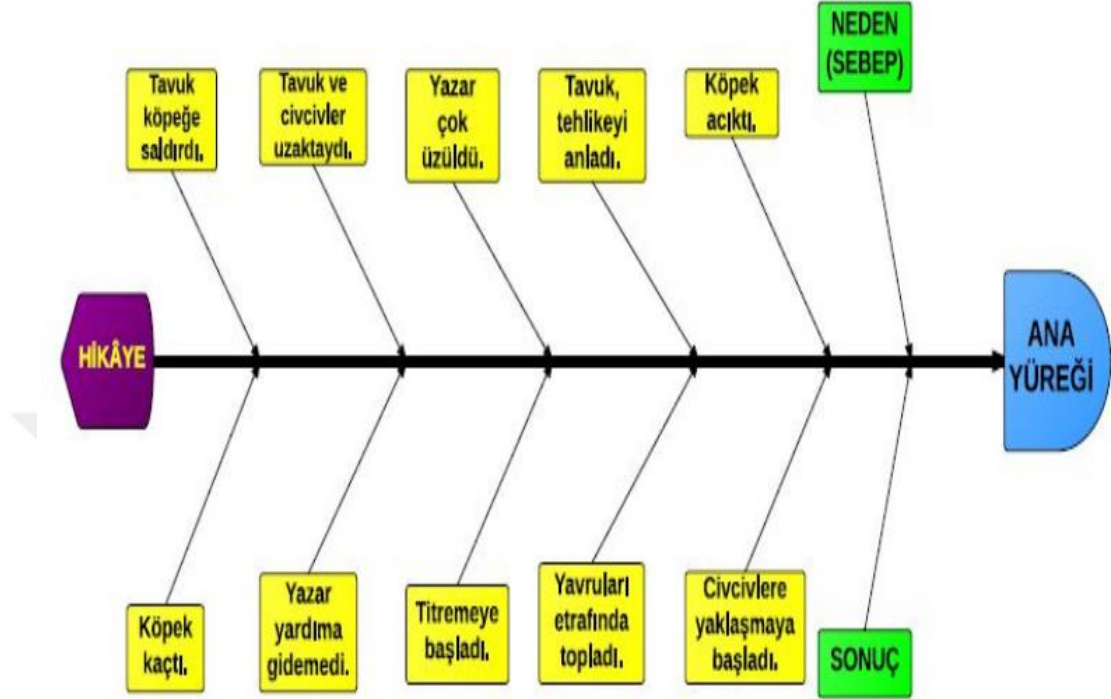 NEDEN
(SEBEP)
Tavuk
köpeğe
saldırdı.
Tavuk ve
civcivler
uzaktaydı.
Yazar
çok
üzüldü.
Tavuk,
tehlikeyi
anladı.
Köpek
acıktı.
HİKÂYE
ANA
YÜREĞİ
Köpek
kaçtı.
Yazar
yardıma
gidemedi.
Titremeye
başladı.
Yavruları
etrafında
topladı.
Civcivlere
yaklaşmaya
başladı.
SONUÇ